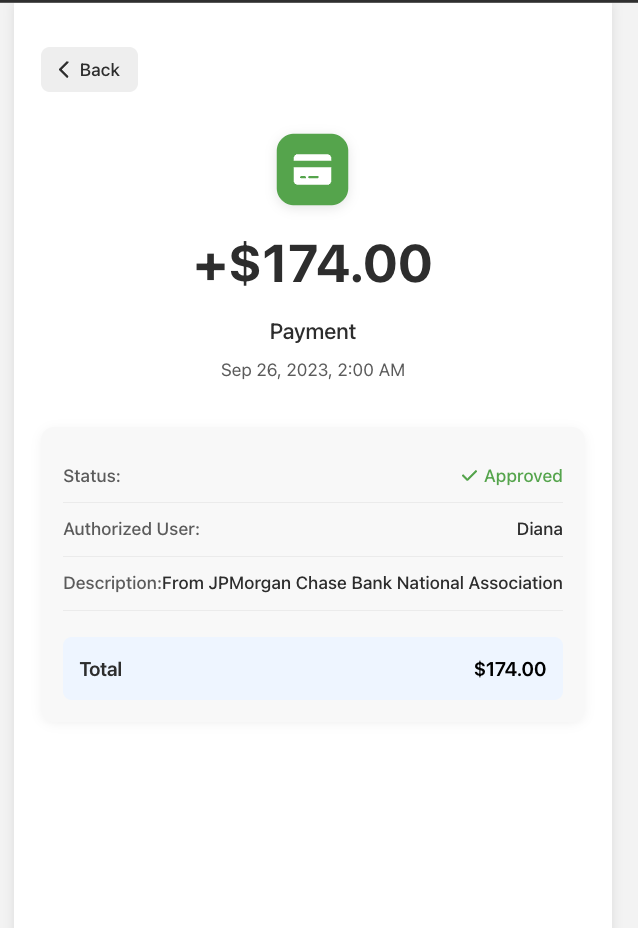 Back
+$174.00
Payment
Sep 26, 2023, 2:00 AM
Status: Approved
Authorized User: Diana
Description:From JPMorgan Chase Bank National Association
Total $174.00